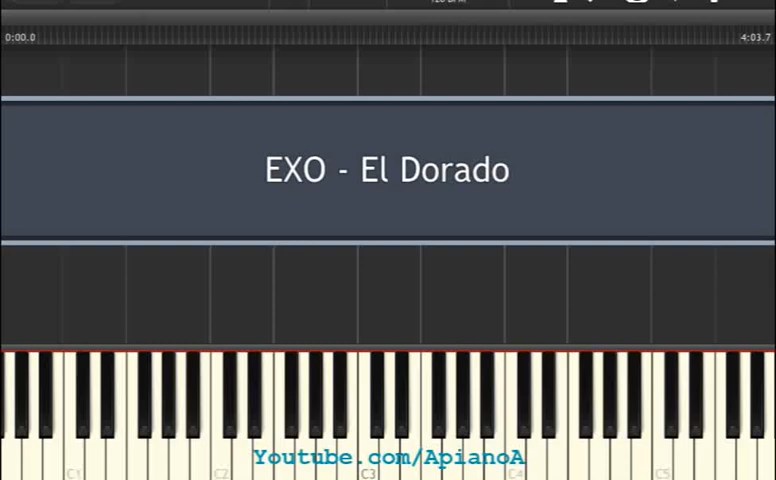 0:00.0 4:03.7
EXO - El Dorado
Youtube.com/ApianoA
C1 C2 C3 C4 C5